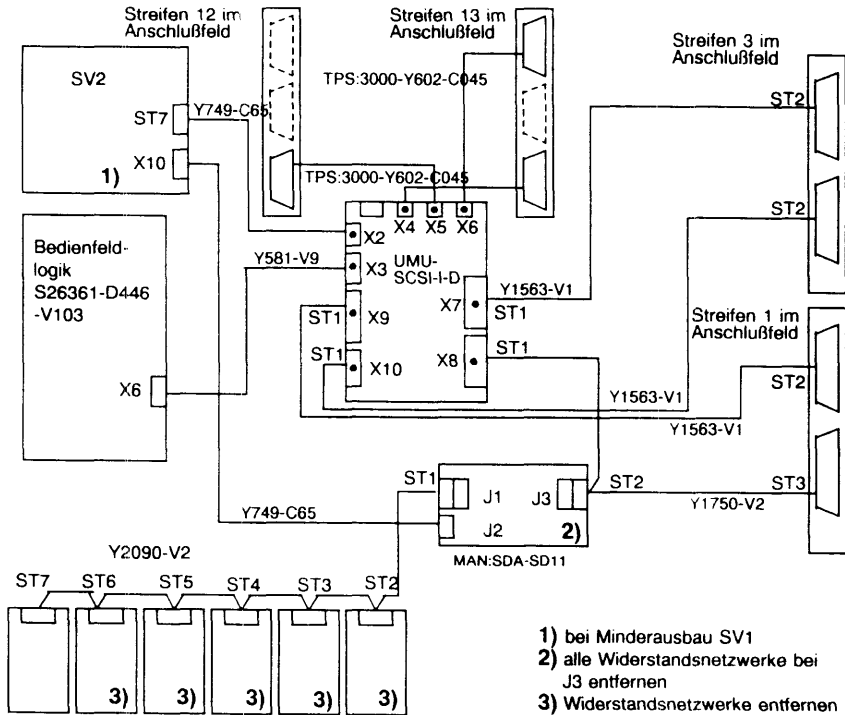 Streifen 12 im
Anschlußfeld
Streifen 13 im
Anschlußfeld
Streifen 3 im
Anschlußfeld
SV2
TPS:3000-Y602-C045
ST2
ST7
Y749-C65
X10
1)
TPS:3000-Y602-C045
X4
X5
X6
ST2
Bedienfeld-
logik
S26361-D446
-V103
X2
Y581-V9
X3
UMU-
SCSI-I-D
X7
Y1563-V1
ST1
ST1
X9
Streifen 1 im
Anschlußfeld
ST1
X10
X8
ST1
X6
ST2
Y1563-V1
Y1563-V1
ST1
J1
J3
ST2
ST3
Y1750-V2
Y749-C65
J2
2)
Y2090-V2
MAN:SDA-SD11
ST7
ST6
ST5
ST4
ST3
ST2
3)
3)
3)
3)
3)
1) bei Minderausbau SV1
2) alle Widerstandsnetzwerke bei
J3 entfernen
3) Widerstandsnetzwerke entfernen